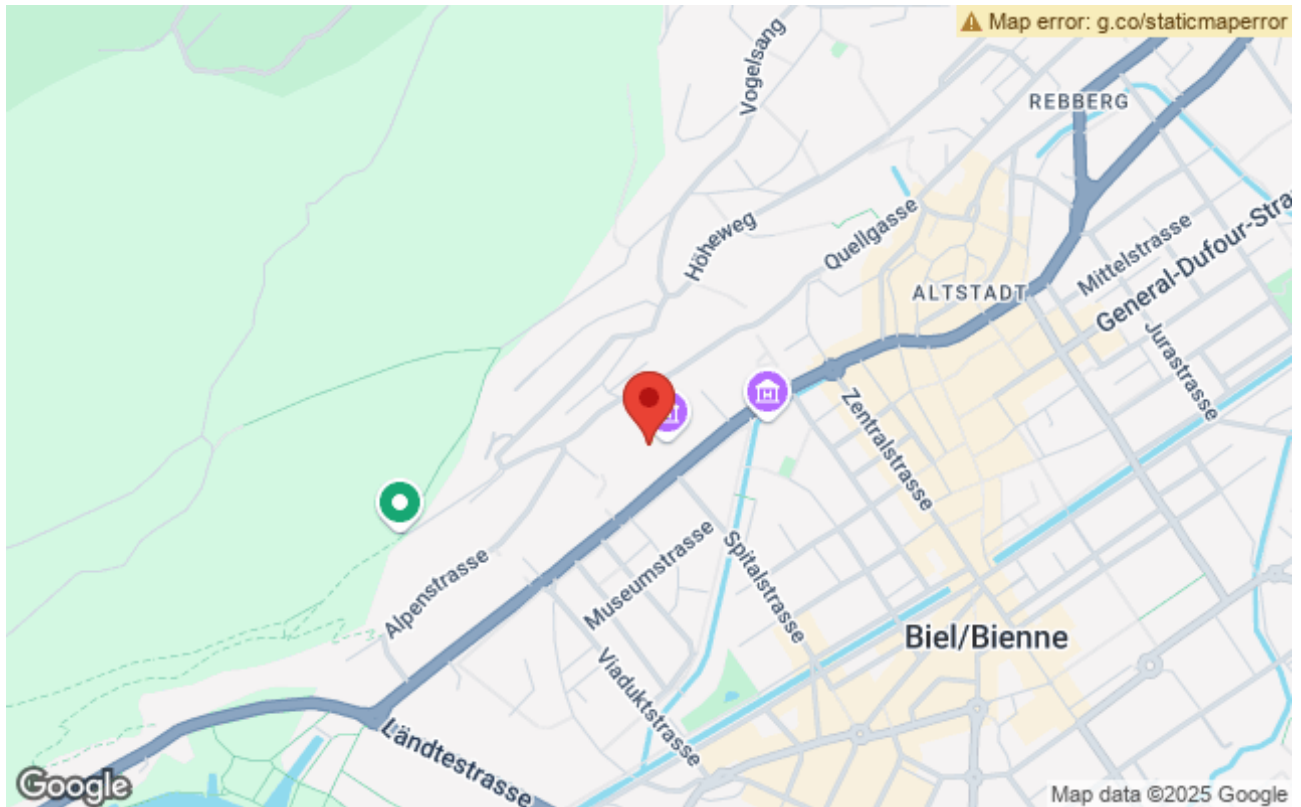 Map error: g.co/staticmaperror
Vogelsang
REBBERG
Höheweg
Quellgasse
Mittelstrasse
General-Dufour-Stra
ALTSTADT
Jurastrasse
Zentralstrasse
Alpenstrasse
Museumstrasse
Spitalstrasse
Biel/Bienne
Viaduktstrasse
Ländtestrasse
Google
Map data ©2025 Google